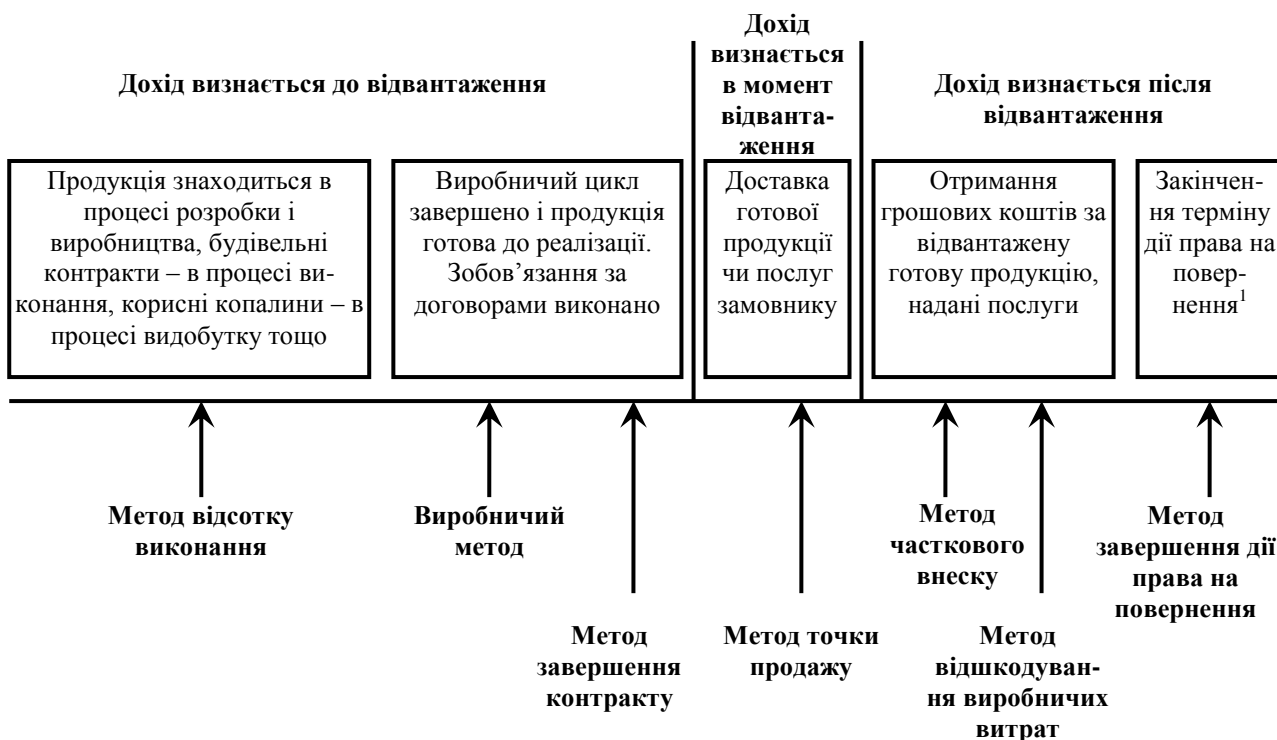 Дохід визнається до відвантаження
Дохід
визнається
в момент
відванта-
ження
Дохід визнається після
відвантаження
Продукція знаходиться в
процесі розробки і
виробництва, будівельні
контракти – в процесі ви-
конання, корисні копалини – в
процесі видобутку тощо
Виробничий цикл
завершено і продукція
готова до реалізації.
Зобов’язання за
договорами виконано
Доставка
готової
продукції
чи послуг
замовнику
Отримання
грошових коштів за
відвантажену
готову продукцію,
надані послуги
Закінчен-
ня терміну
дії права на
повер-
нення1
Метод відсотку
виконання
Виробничий
метод
Метод
завершення
контракту
Метод точки
продажу
Метод
часткового
внеску
Метод
відшкодуван-
ня виробничих
витрат
Метод
завершення дії
права на
повернення